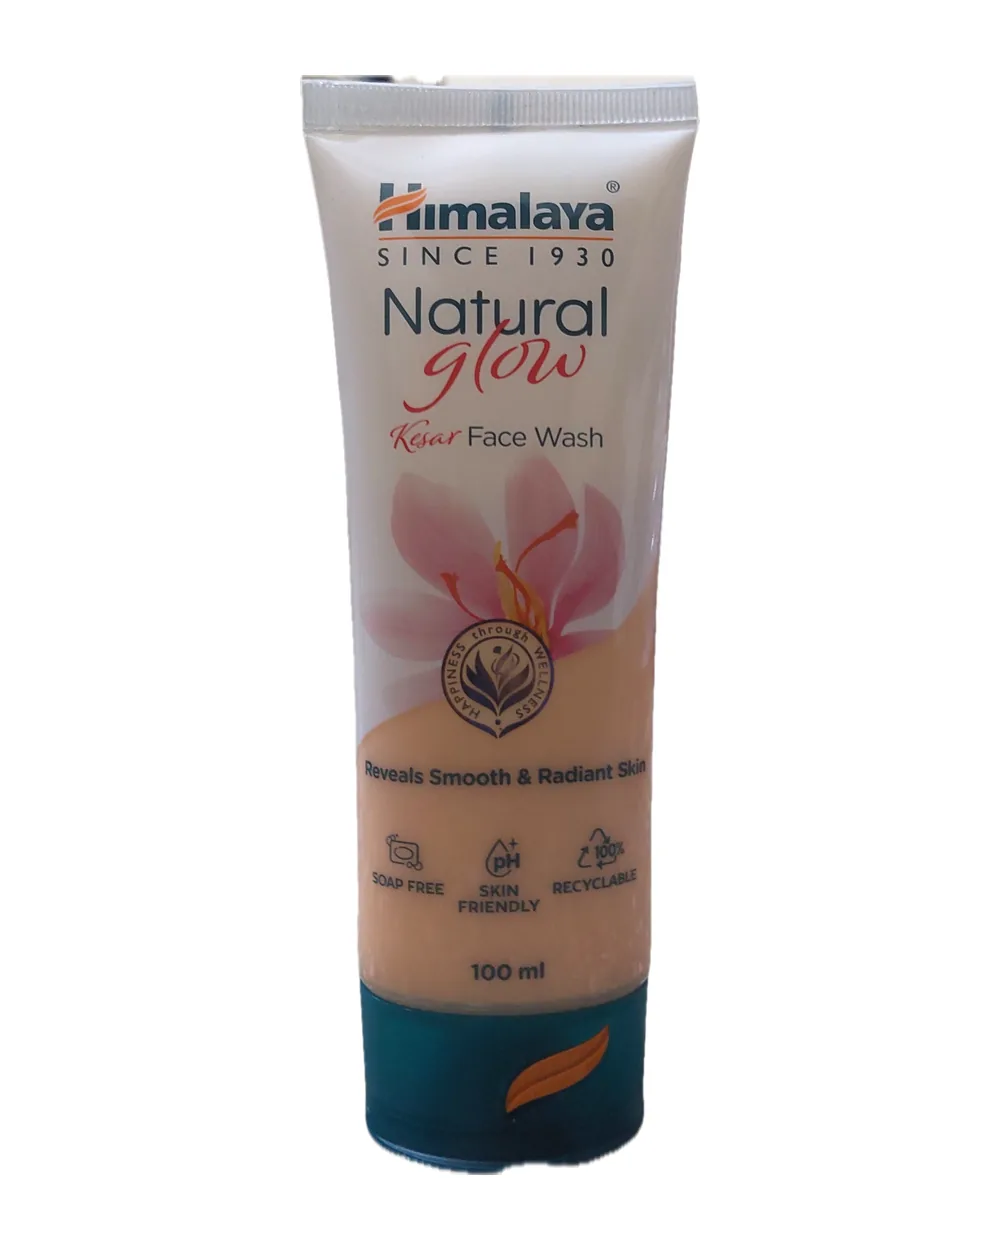 Himalaya®
SINCE 1930
Natural
glow
Kesar Face Wash
HAPPINESS through WELLNESS
Reveals Smooth & Radiant Skin
pH+
100%
SOAP FREE
SKIN
FRIENDLY
RECYCLABLE
100 ml